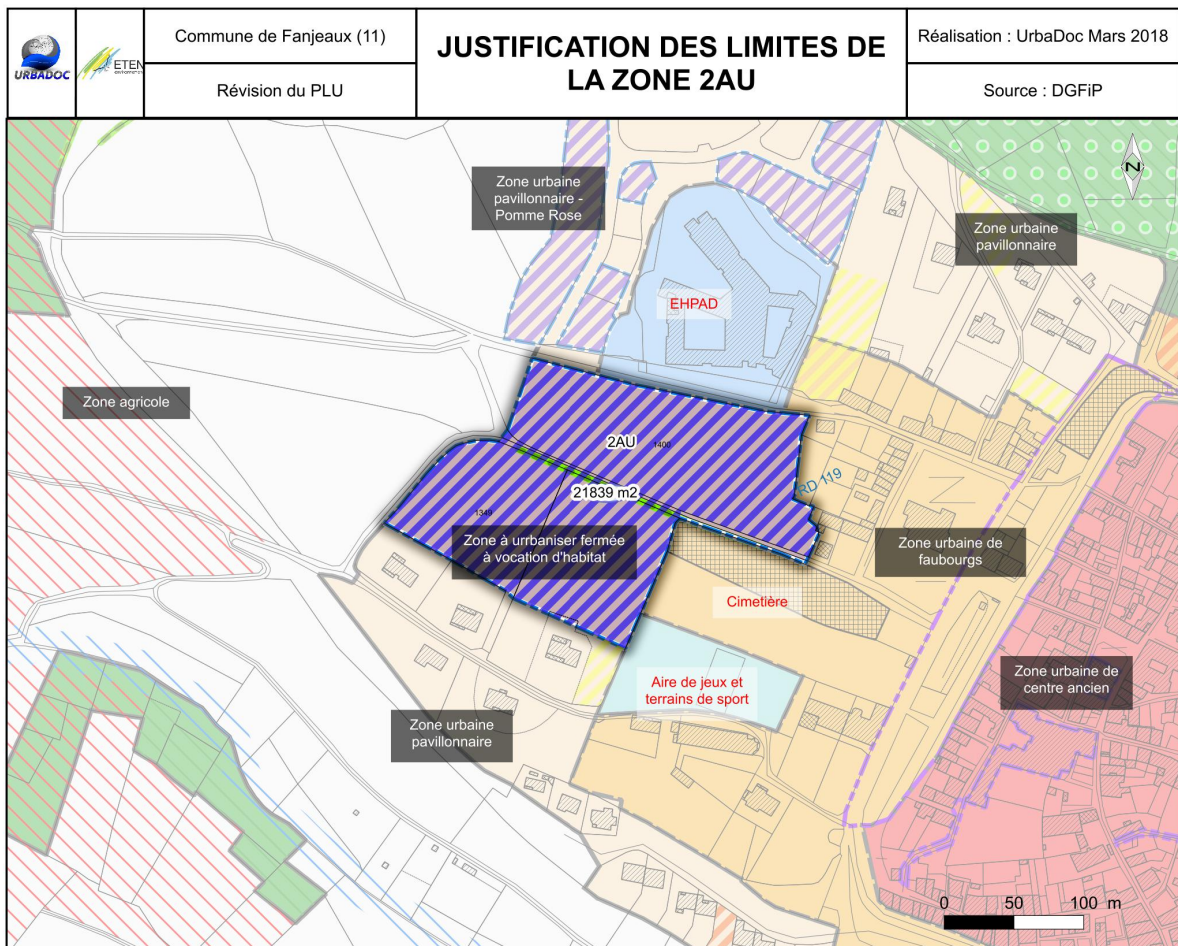 URBADOC
ETEN
environnement
Commune de Fanjeaux (11)
Révision du PLU
JUSTIFICATION DES LIMITES DE
LA ZONE 2AU
Réalisation : UrbaDoc Mars 2018
Source : DGFiP
Zone urbaine
pavillonnaire -
Pomme Rose
N
Zone urbaine
pavillonnaire
EHPAD
Zone agricole
2AU
1400
RD 119
21839 m2
1349
Zone à urrbaniser fermée
à vocation d'habitat
Zone urbaine de
faubourgs
Cimetière
Zone urbaine de
centre ancien
Aire de jeux et
terrains de sport
Zone urbaine
pavillonnaire
0 50 100 m